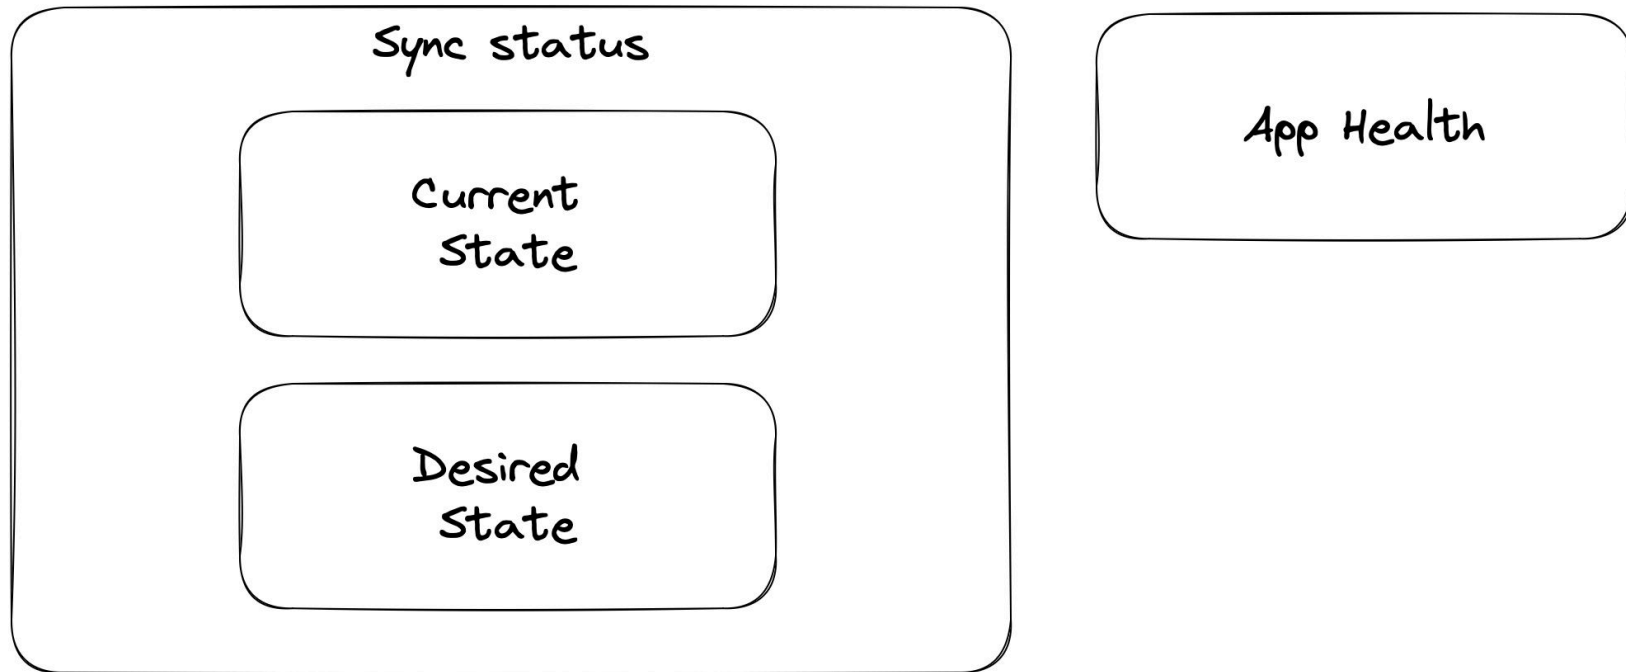 Sync status
Current
State
Desired
State
App Health